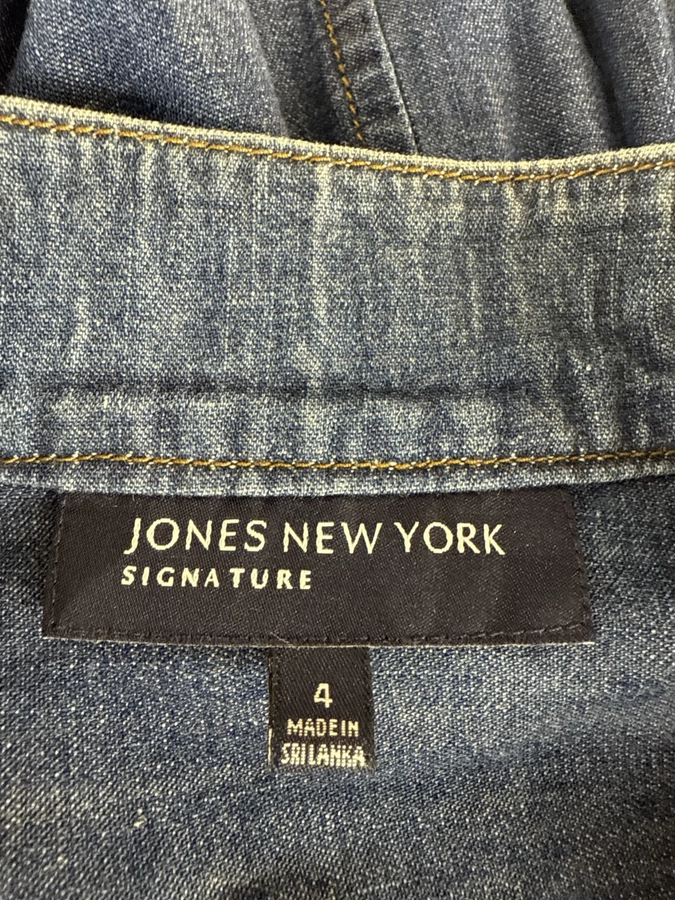 JONES NEW YORK
SIGNATURE
4
MADE IN
SRI LANKA